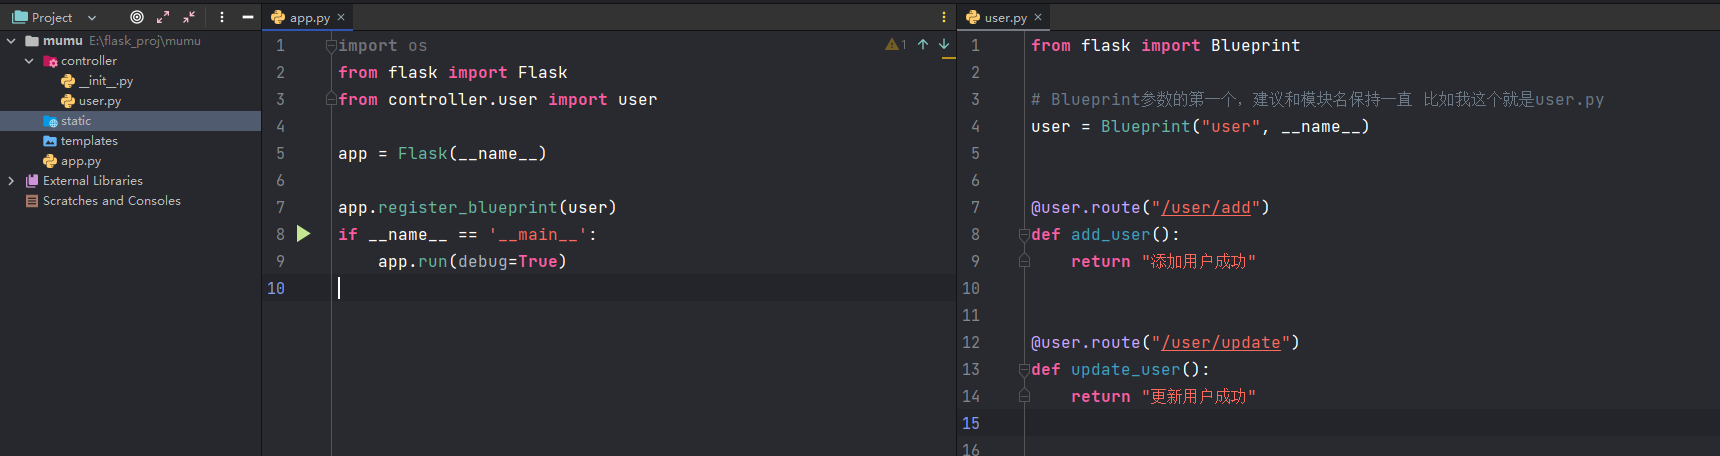 Project
mumu E:\flask_proj\mumu
controller
__init__.py
user.py
static
templates
app.py
External Libraries
Scratches and Consoles
app.py
1
1 import os
2 from flask import Flask
3 from controller.user import user
4
5 app = Flask(__name__)
6
7 app.register_blueprint(user)
8 if __name__ == '__main__':
9 app.run(debug=True)
10
user.py
1 from flask import Blueprint
2
3 # Blueprint参数的第一个，建议和模块名保持一直 比如我这个就是user.py
4 user = Blueprint("user", __name__)
5
6
7 @user.route("/user/add")
8 def add_user():
9 return "添加用户成功"
10
11
12 @user.route("/user/update")
13 def update_user():
14 return "更新用户成功"
15
16